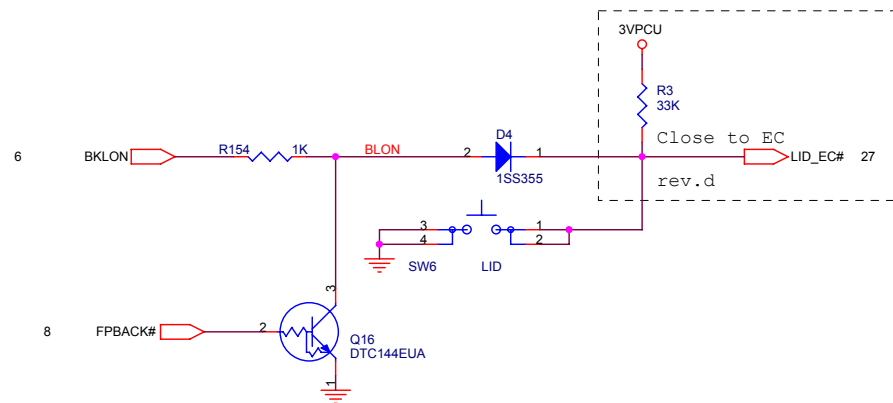 3VPCU
R3
33K
Close to EC
6 BKLON R154 1K BLON 2 D4 1 LID_EC# 27
1SS355
rev.d
3 1
4 2
SW6 LID
3
8 FPBACK# 2 Q16
DTC144EUA
1